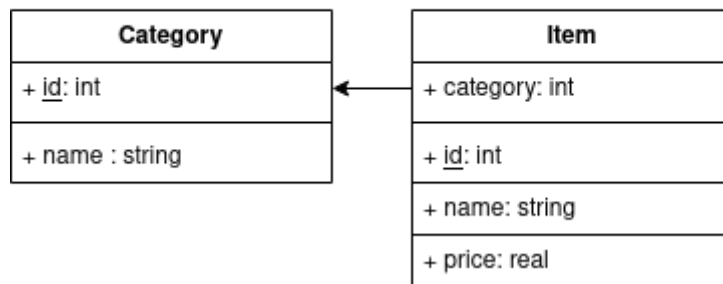 Category
+ id: int
+ name : string
Item
+ category: int
+ id: int
+ name: string
+ price: real